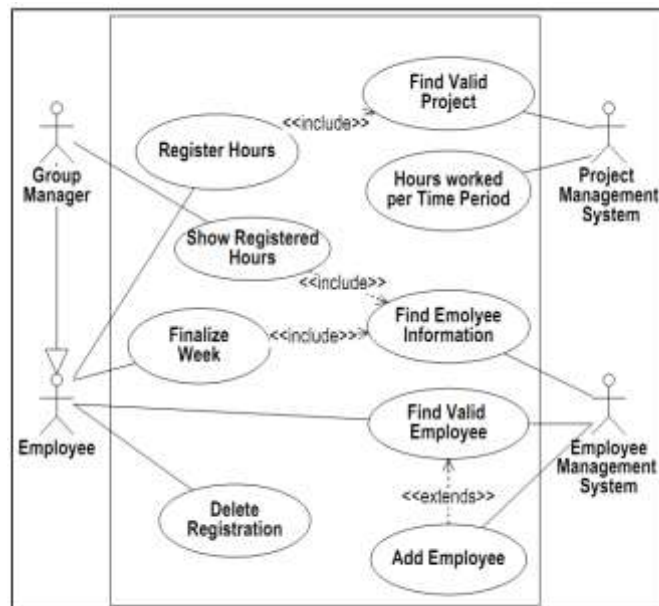 Find Valid
Project
<<include>>
Register Hours
Group
Manager
Hours worked
per Time Period
Project
Management
System
Show Registered
Hours
<<include>>
Find Emolyee
Information
Finalize
Week
<<include>>
Find Valid
Employee
Employee
Employee
Management
System
<<extends>>
Delete
Registration
Add Employee